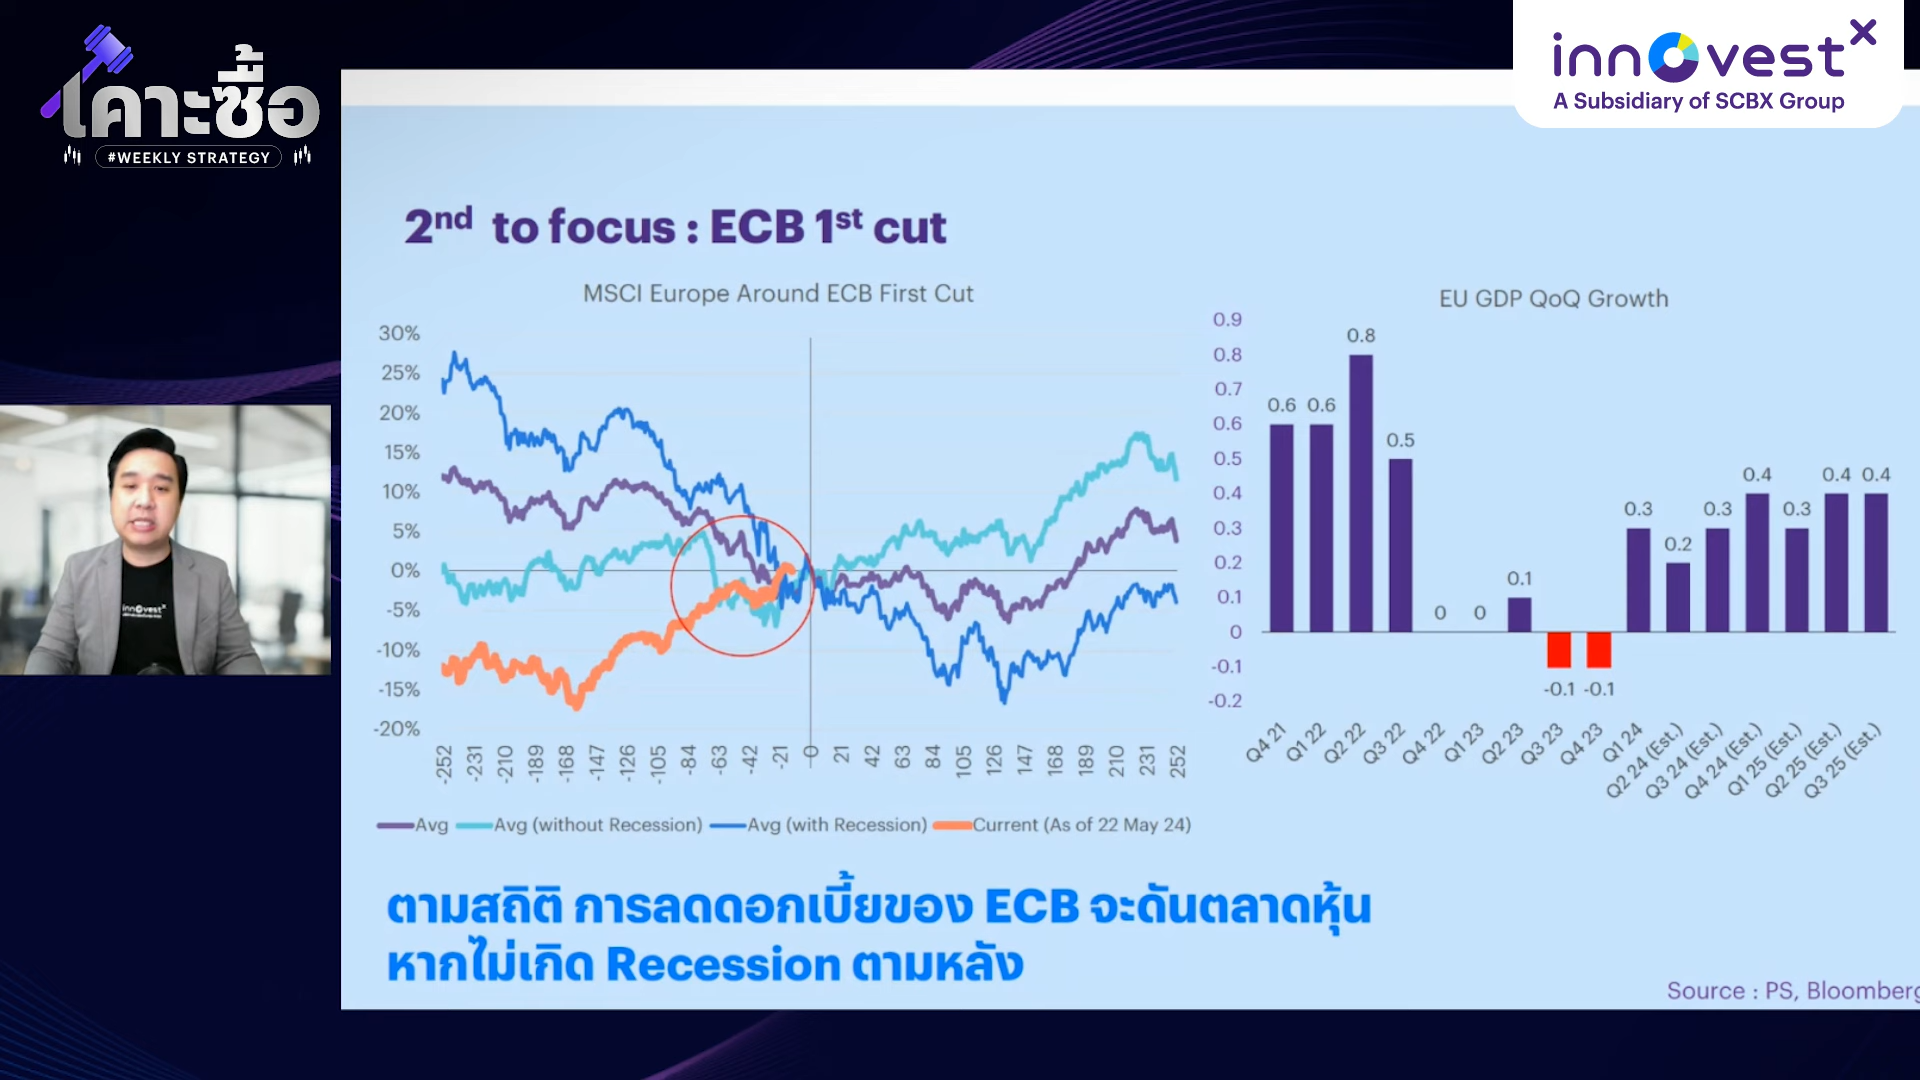 เคาะซื้อ
#WEEKLY STRATEGY
innovestX
A Subsidiary of SCBX Group
2nd to focus : ECB 1st cut
MSCI Europe Around ECB First Cut
30%
25%
20%
15%
10%
5%
0%
-5%
-10%
-15%
-20%
-252 -231 -210 -189 -168 -147 -126 -105 -84 -63 -42 -21 0 21 42 63 84 105 126 147 168 189 210 231 252
Avg Avg (without Recession) Avg (with Recession) Current (As of 22 May 24)
EU GDP QoQ Growth
0.9
0.8
0.7
0.6
0.5
0.4
0.3
0.2
0.1
0
-0.1
-0.2
0.6 0.6 0.8 0.5 0 0 0.1 -0.1 -0.1 0.3 0.2 0.3 0.4 0.3 0.4 0.4
Q4 21 Q1 22 Q2 22 Q3 22 Q4 22 Q1 23 Q2 23 Q3 23 Q4 23 Q1 24 Q2 24 (Est.) Q3 24 (Est.) Q4 24 (Est.) Q1 25 (Est.) Q2 25 (Est.) Q3 25 (Est.)
ตามสถิติ การลดดอกเบี้ยของ ECB จะดันตลาดหุ้น
หากไม่เกิด Recession ตามหลัง
Source : PS, Bloomberg
innovestX